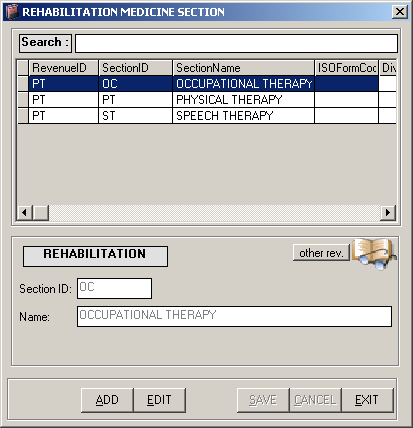 REHABILITATION MEDICINE SECTION
Search :
RevenueID SectionID SectionName ISOFormCod Div
PT OC OCCUPATIONAL THERAPY
PT PT PHYSICAL THERAPY
PT ST SPEECH THERAPY
REHABILITATION
other rev.
Section ID: OC
Name: OCCUPATIONAL THERAPY
ADD EDIT SAVE CANCEL EXIT